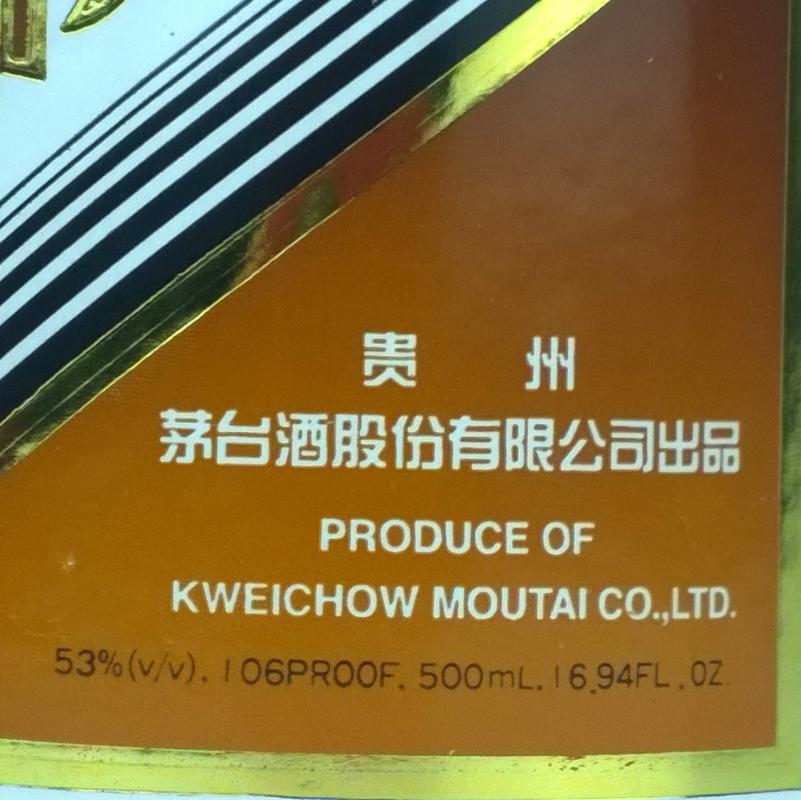 贵 州
茅台酒股份有限公司出品
PRODUCE OF
KWEICHOW MOUTAI CO.,LTD.
53%(v/v). 106PROOF. 500mL. 16.94FL.OZ